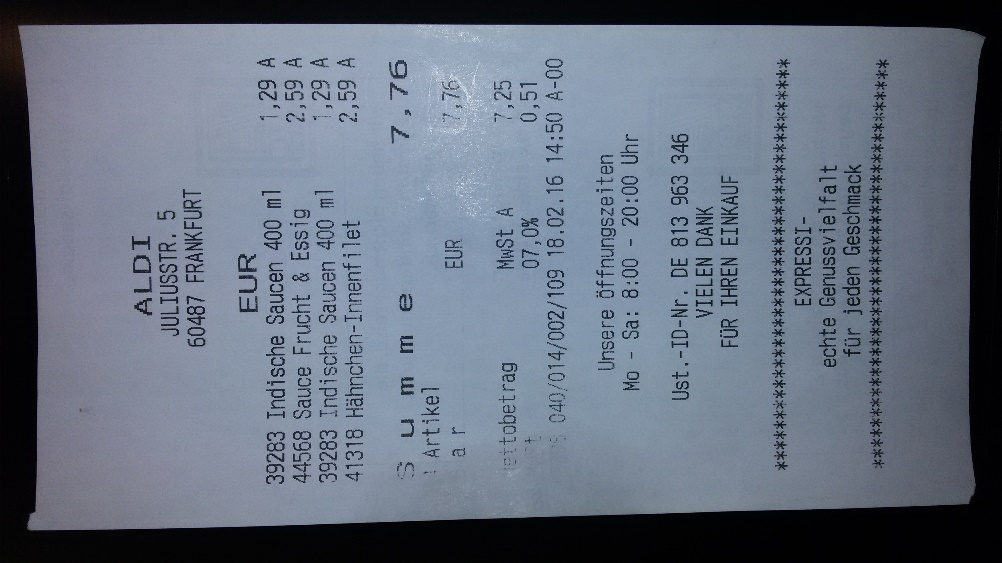 ALDI
JULIUSSTR. 5
60487 FRANKFURT
EUR
39283 Indische Saucen 400 ml 1,29 A
44568 Sauce Frucht & Essig 2,59 A
39283 Indische Saucen 400 ml 1,29 A
41318 Hähnchen-Innenfilet 2,59 A
Summe 7,76
Artikel
EUR 7,76
MwSt A 7,25
07,0% 0,51
040/014/002/109 18.02.16 14:50 A-00
Unsere Öffnungszeiten
Mo - Sa: 8:00 - 20:00 Uhr
Ust.-ID-Nr. DE 813 963 346
VIELEN DANK
FÜR IHREN EINKAUF
****************************************
EXPRESSI-
echte Genussvielfalt
für jeden Geschmack
****************************************